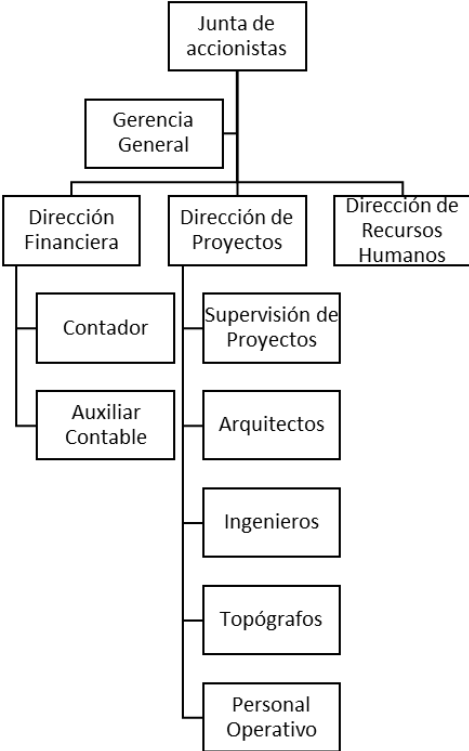 Junta de
accionistas
Gerencia
General
Dirección
Financiera
Dirección de
Proyectos
Dirección de
Recursos
Humanos
Contador
Auxiliar
Contable
Supervisión de
Proyectos
Arquitectos
Ingenieros
Topógrafos
Personal
Operativo